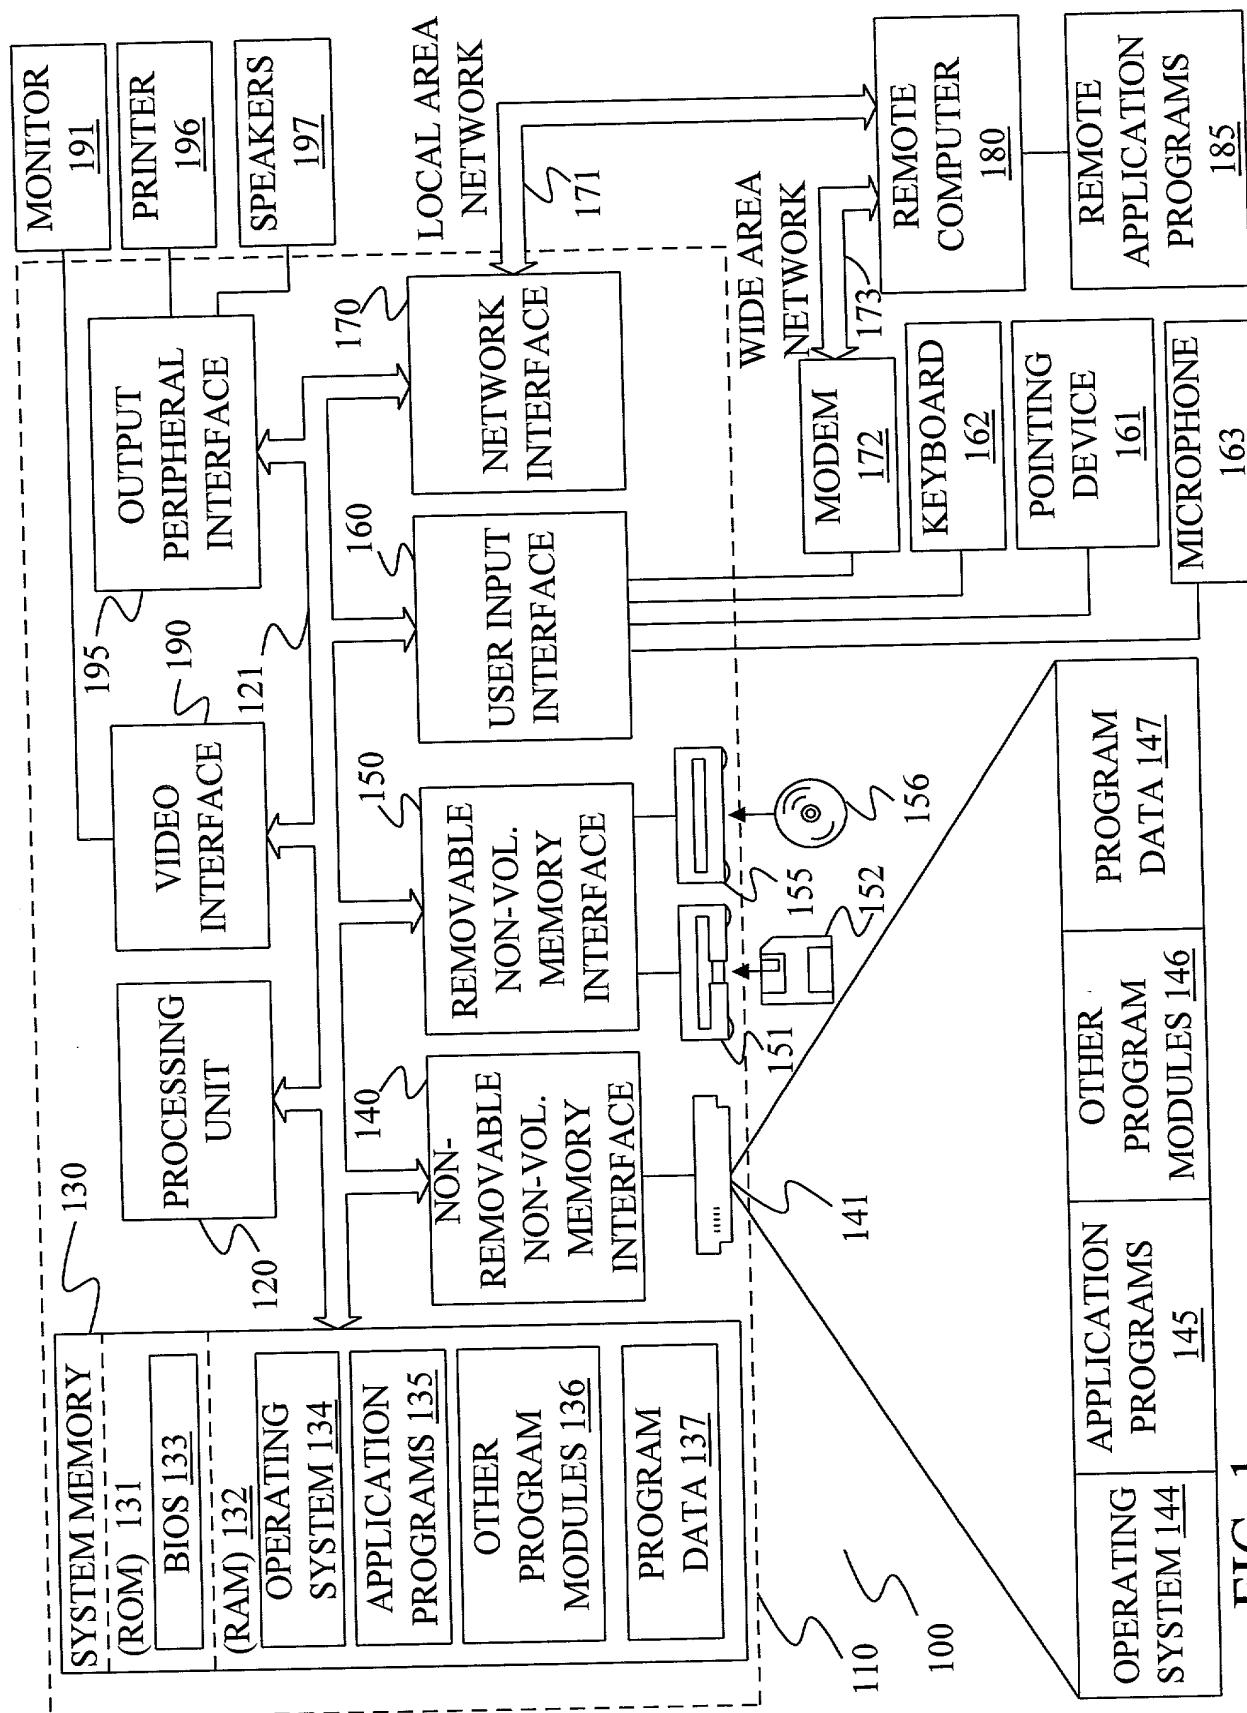 SYSTEM MEMORY
(ROM) 131
BIOS 133
(RAM) 132
OPERATING
SYSTEM 134
APPLICATION
PROGRAMS 135
OTHER
PROGRAM
MODULES 136
PROGRAM
DATA 137
130
PROCESSING
UNIT
120
VIDEO
INTERFACE
190
OUTPUT
PERIPHERAL
INTERFACE
195
121
MONITOR
191
PRINTER
196
SPEAKERS
197
NON-
REMOVABLE
NON-VOL.
MEMORY
INTERFACE
140
REMOVABLE
NON-VOL.
MEMORY
INTERFACE
150
USER INPUT
INTERFACE
160
NETWORK
INTERFACE
170
LOCAL AREA
NETWORK
171
WIDE AREA
NETWORK
173
141
151
152
155
156
MODEM
172
KEYBOARD
162
POINTING
DEVICE
161
MICROPHONE
163
REMOTE
COMPUTER
180
REMOTE
APPLICATION
PROGRAMS
185
110
100
OPERATING
SYSTEM 144
APPLICATION
PROGRAMS
145
OTHER
PROGRAM
MODULES 146
PROGRAM
DATA 147
FIG. 1